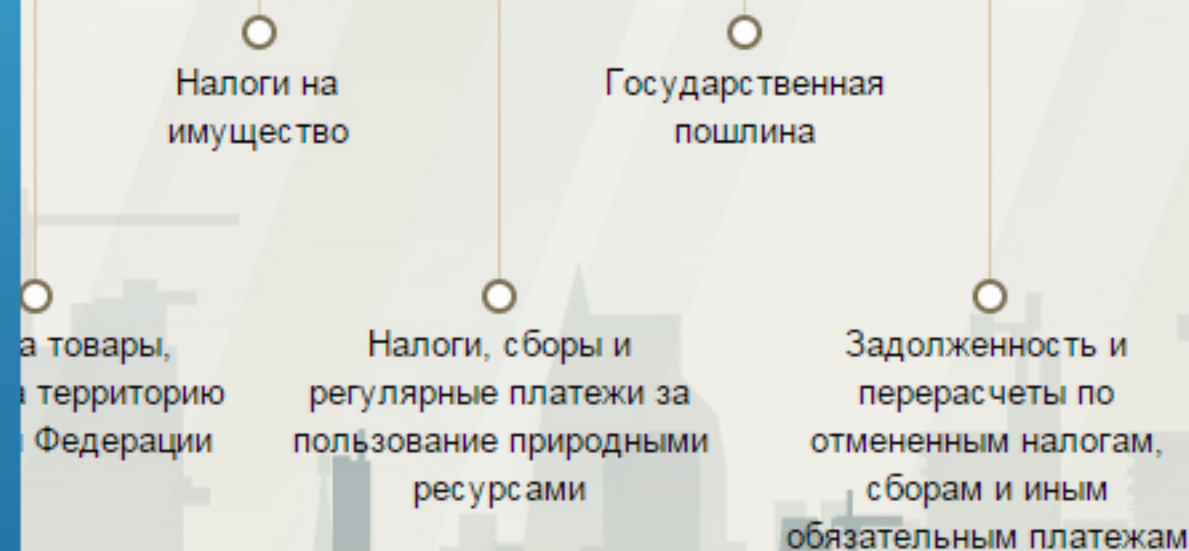 Налоги на
имущество
Государственная
пошлина
а товары,
территорию
Федерации
Налоги, сборы и
регулярные платежи за
пользование природными
ресурсами
Задолженность и
перерасчеты по
отмененным налогам,
сборам и иным
обязательным платежам